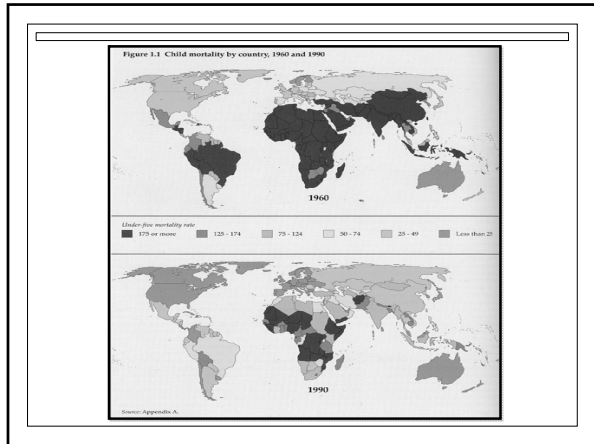 Figure 1.1 Child mortality by country, 1960 and 1990
1960
Under-five mortality rate
175 or more 125 - 174 75 - 124 50 - 74 25 - 49 Less than 25
1990
Source: Appendix A.